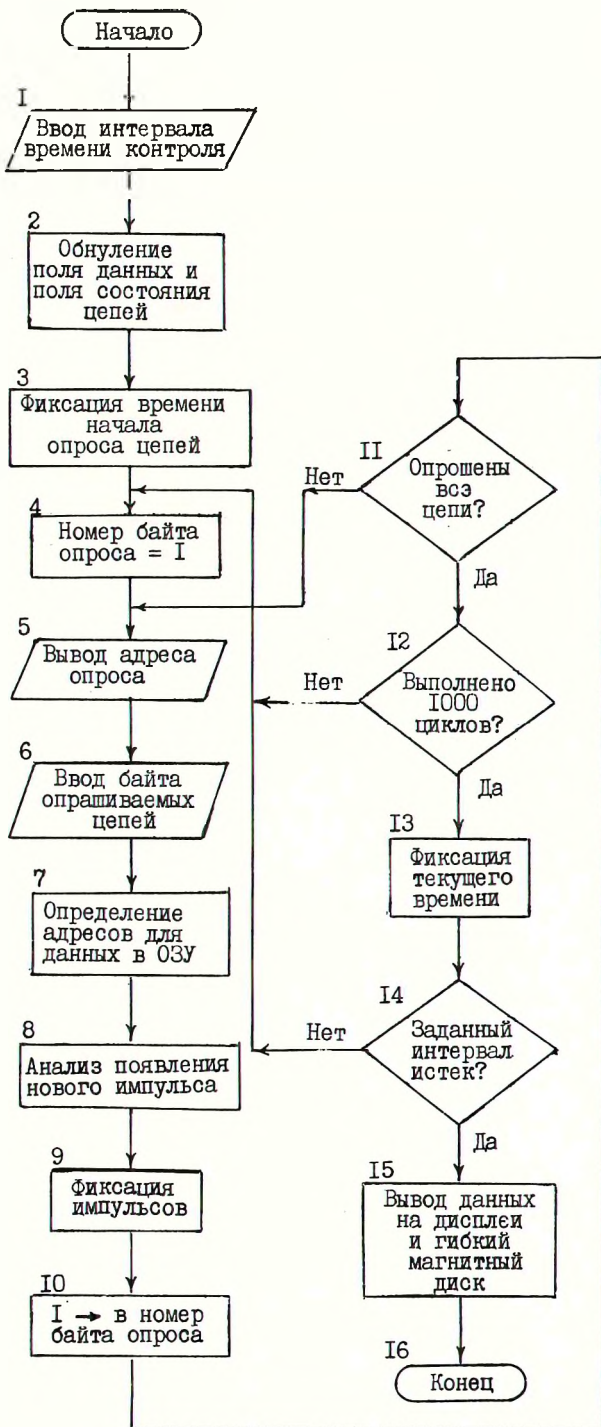 Начало
I
Ввод интервала
времени контроля
2
Обнуление
поля данных и
поля состояния
цепей
3
Фиксация времени
начала
опроса цепей
4
Номер байта
опроса = I
5
Вывод адреса
опроса
6
Ввод байта
опрашиваемых
цепей
7
Определение
адресов для
данных в ОЗУ
8
Анализ появления
нового импульса
9
Фиксация
импульсов
IO
I → в номер
байта опроса
II
Опрошены
всэ
цепи?
Нет
Да
I2
Выполнено
I000
циклов?
Нет
Да
I3
Фиксация
текущего
времени
I4
Заданный
интервал
истек?
Нет
Да
I5
Вывод данных
на дисплеи
и гибкий
магнитный
диск
I6
Конец